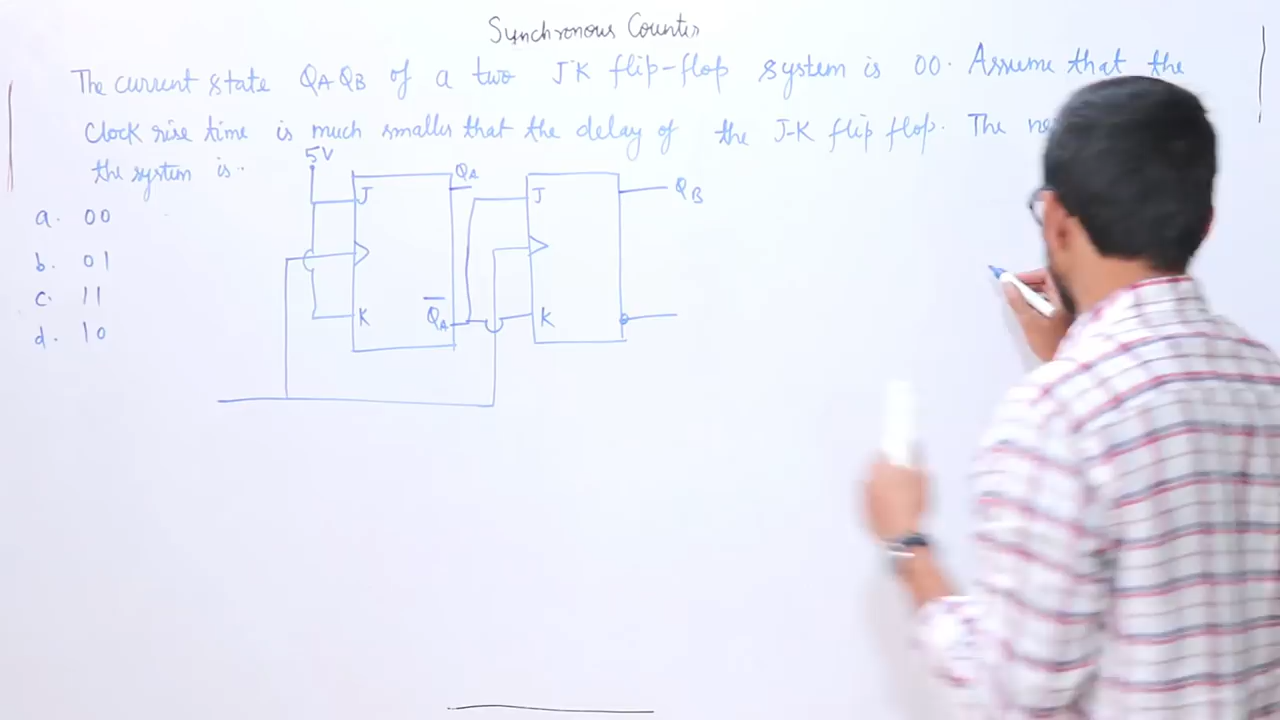 Synchronous Counter
The current state QA QB of a two JK flip-flop system is 00. Assume that the
Clock rise time is much smaller that the delay of the J-K flip flop. The
the system is..
5V
a. 00
b. 01
c. 11
d. 10
J QA J QB
K Q̅A̅ K